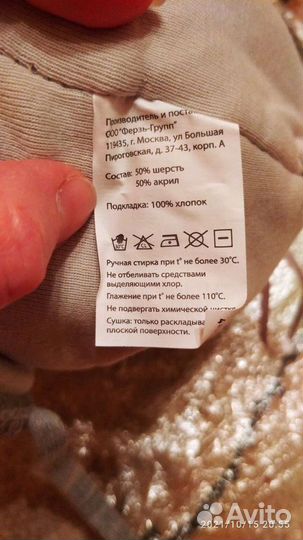 Производитель и
ООО "Ферзь-Групп"
119435, г. Москва, ул Большая
Пироговская, д. 37-43, корп. А
Состав: 50% шерсть
50% акрил
Подкладка: 100% хлопок
Ручная стирка при t° не более 30°С.
Не отбеливать средствами
выделяющими хлор.
Глажение при t° не более 110°С.
Не подвергать химической чистке
Сушка: только
плоской поверхности.
2021/10/15 20:55
Avito